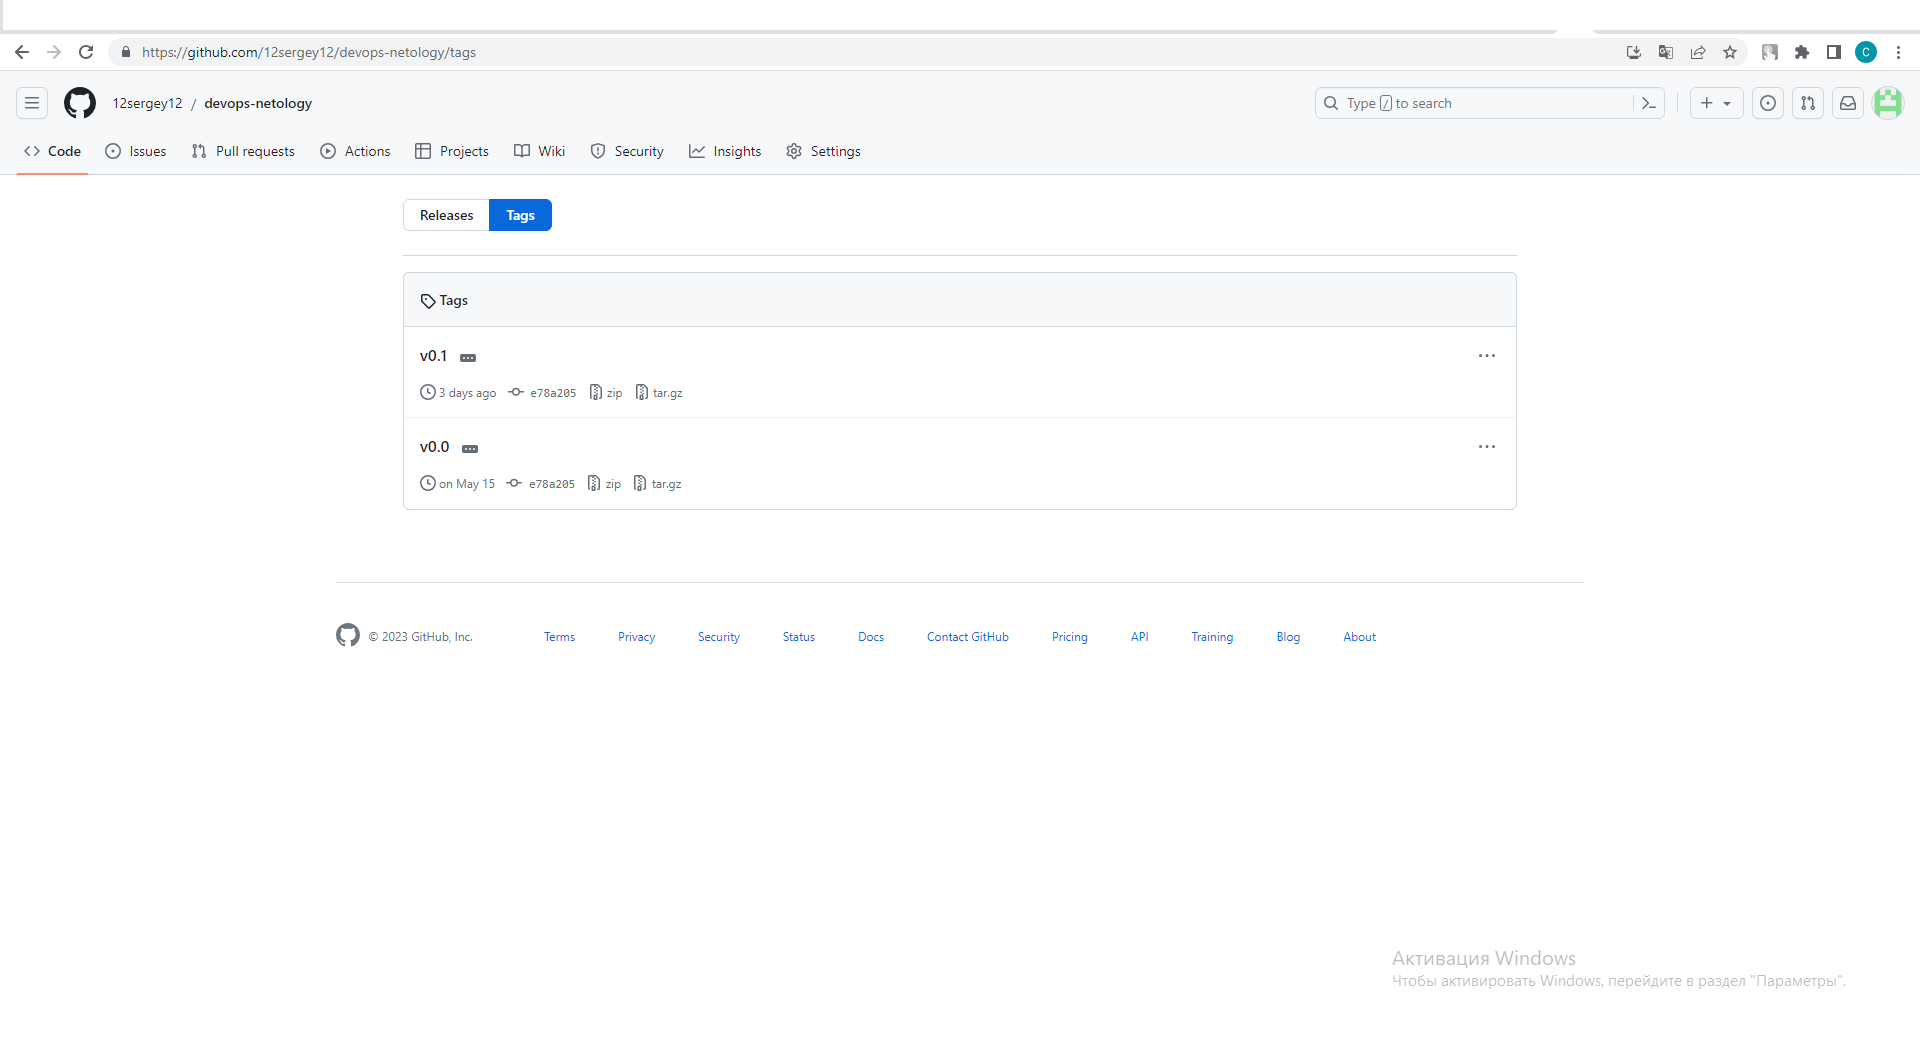 https://github.com/12sergey12/devops-netology/tags
C
12sergey12 / devops-netology
Type / to search
Code Issues Pull requests Actions Projects Wiki Security Insights Settings
Releases Tags
Tags
v0.1
3 days ago e78a205 zip tar.gz
v0.0
on May 15 e78a205 zip tar.gz
© 2023 GitHub, Inc. Terms Privacy Security Status Docs Contact GitHub Pricing API Training Blog About
Активация Windows
Чтобы активировать Windows, перейдите в раздел "Параметры".